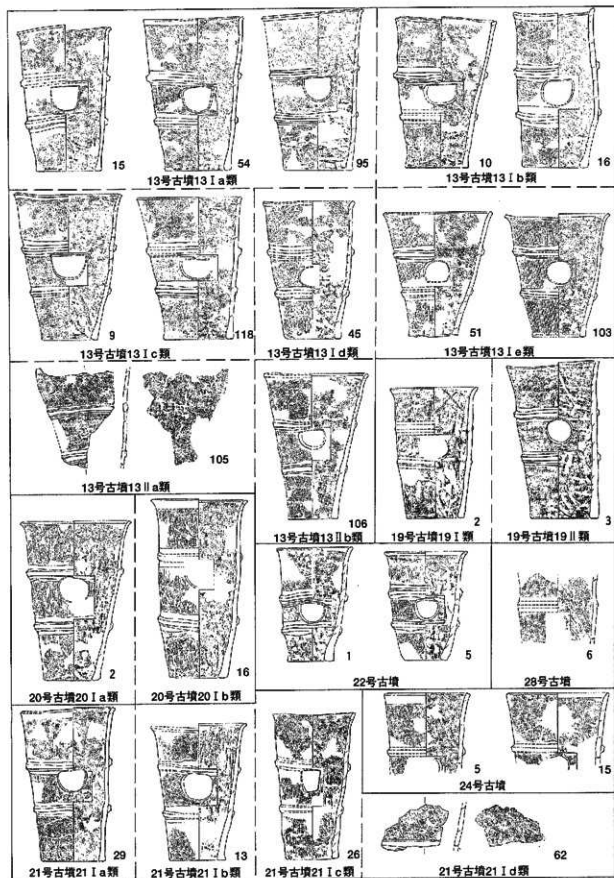 15 54 95 10 16
13号古墳13Ⅰa類 13号古墳13Ⅰb類
9 118 45 51 103
13号古墳13Ⅰc類 13号古墳13Ⅰd類 13号古墳13Ⅰe類
105 106 2 3
13号古墳13Ⅱa類 13号古墳13Ⅱb類 19号古墳19Ⅰ類 19号古墳19Ⅱ類
2 16 1 5 6
20号古墳20Ⅰa類 20号古墳20Ⅰb類 22号古墳 28号古墳
5 15
24号古墳
29 13 26 62
21号古墳21Ⅰa類 21号古墳21Ⅰb類 21号古墳21Ⅰc類 21号古墳21Ⅰd類